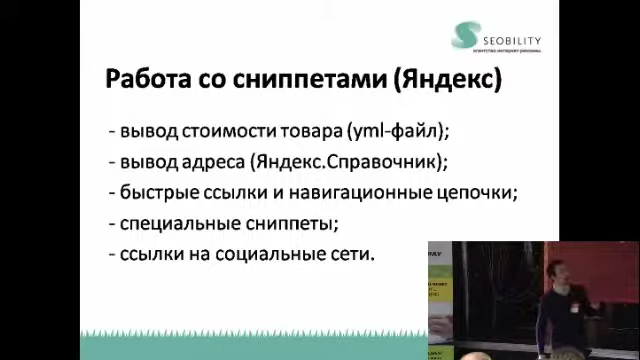 SEOBILITY
агентство интернет рекламы
Работа со сниппетами (Яндекс)
- вывод стоимости товара (yml-файл);
- вывод адреса (Яндекс.Справочник);
- быстрые ссылки и навигационные цепочки;
- специальные сниппеты;
- ссылки на социальные сети.